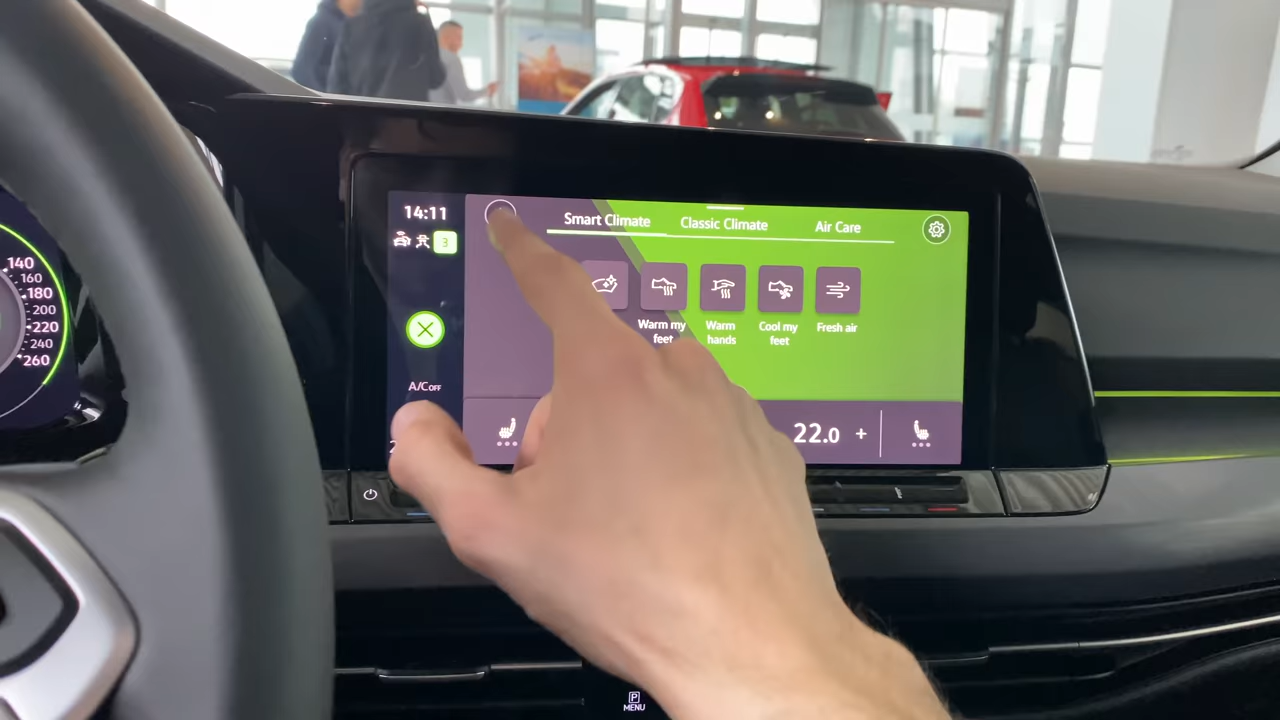 140
160
180
200
220
240
260
14:11
3
A/C OFF
Smart Climate
Classic Climate
Air Care
Warm my
feet
Warm
hands
Cool my
feet
Fresh air
22.0 +
P
MENU